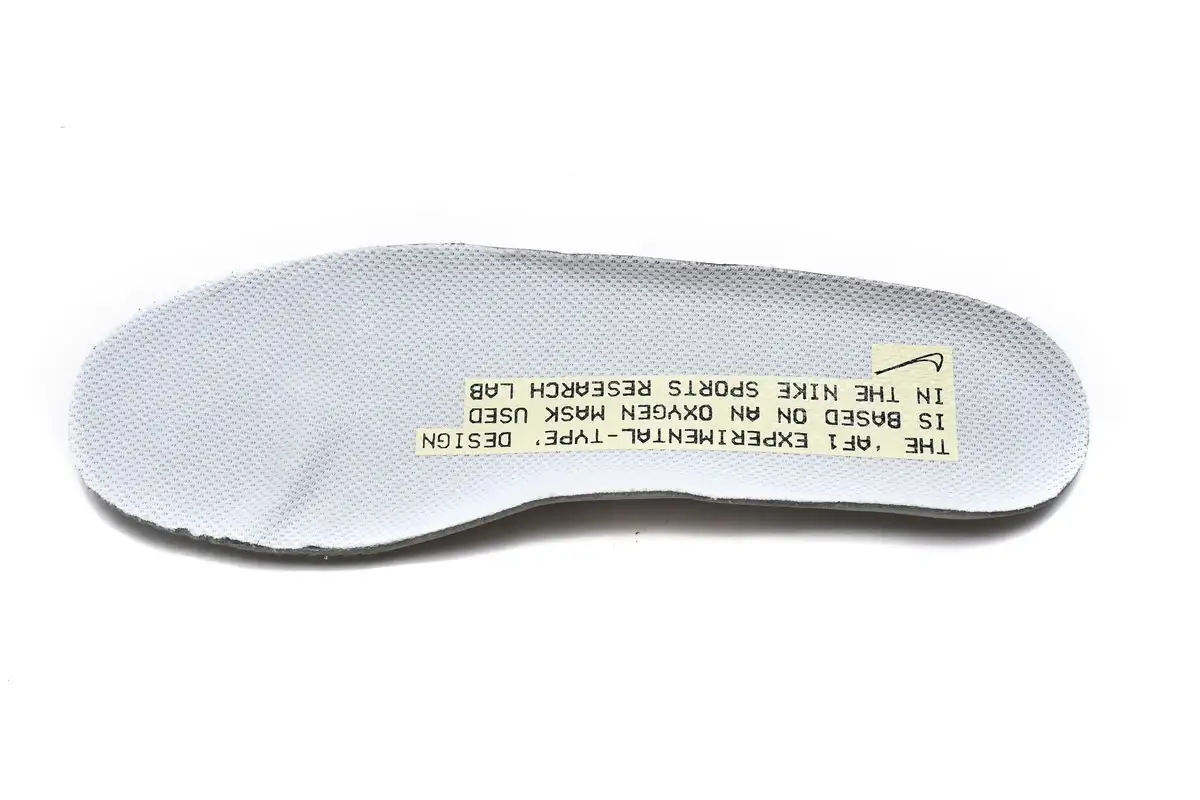 THE 'AF1 EXPERIMENTAL-TYPE' DESIGN
IS BASED ON AN OXYGEN MASK USED
IN THE NIKE SPORTS RESEARCH LAB